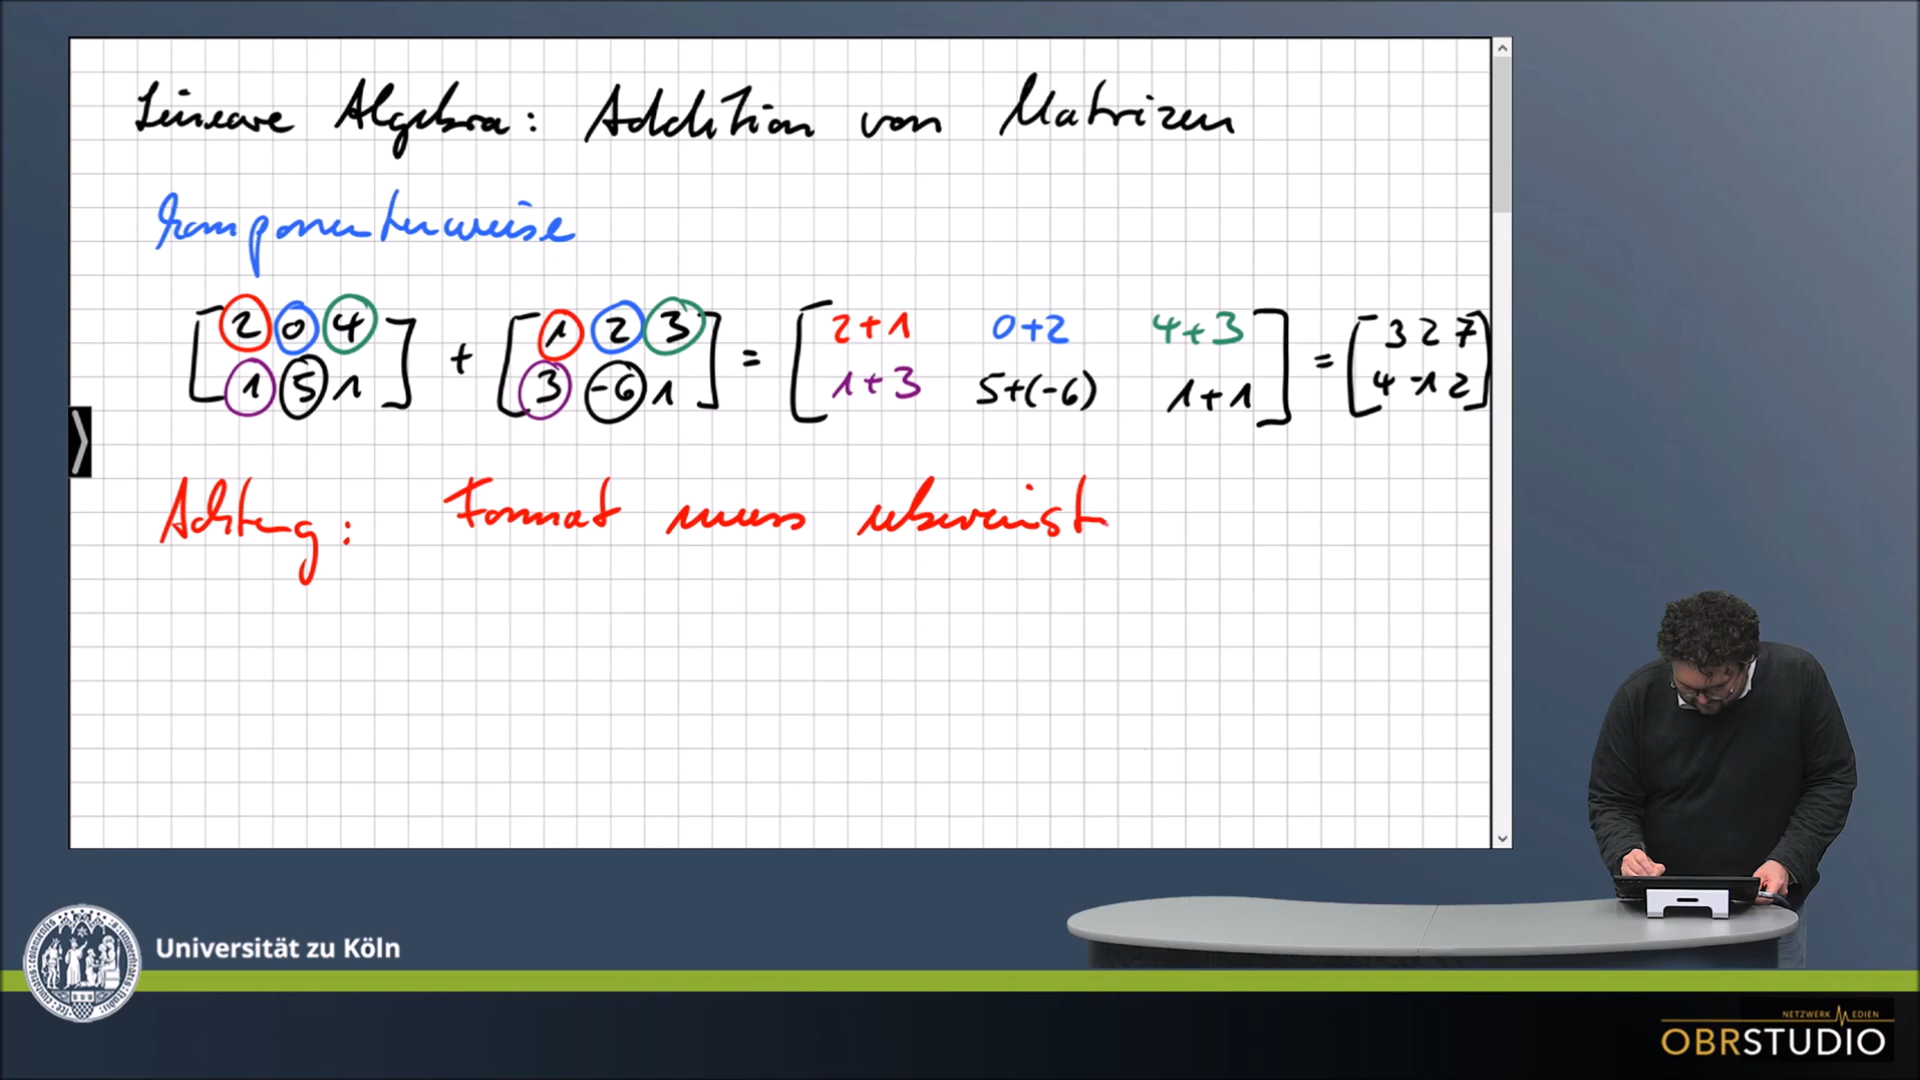 Lineare Algebra: Addition von Matrizen
Komponentenweise
[2 0 4] + [1 2 3] = [2+1 0+2 4+3] = [3 2 7]
[1 5 1] [3 -6 1] [1+3 5+(-6) 1+1] [4 -1 2]
Achtung: Format muss übereinst
Universität zu Köln
NETZWERK MEDIEN
OBRSTUDIO